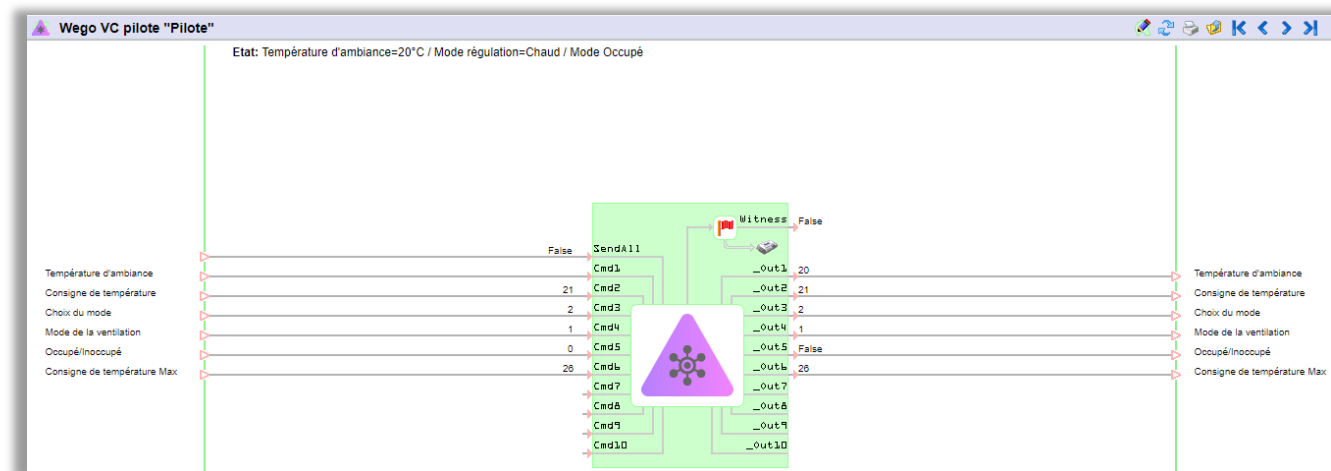 Wego VC pilote "Pilote"
Etat: Température d'ambiance=20°C / Mode régulation=Chaud / Mode Occupé
Witness False
False SendAll
Température d'ambiance Cmd1 _Out1 20 Température d'ambiance
Consigne de température 21 Cmd2 _Out2 21 Consigne de température
Choix du mode 2 Cmd3 _Out3 2 Choix du mode
Mode de la ventilation 1 Cmd4 _Out4 1 Mode de la ventilation
Occupé/Inoccupé 0 Cmd5 _Out5 False Occupé/Inoccupé
Consigne de température Max 26 Cmd6 _Out6 26 Consigne de température Max
Cmd7 _Out7
Cmd8 _Out8
Cmd9 _Out9
Cmd10 _Out10